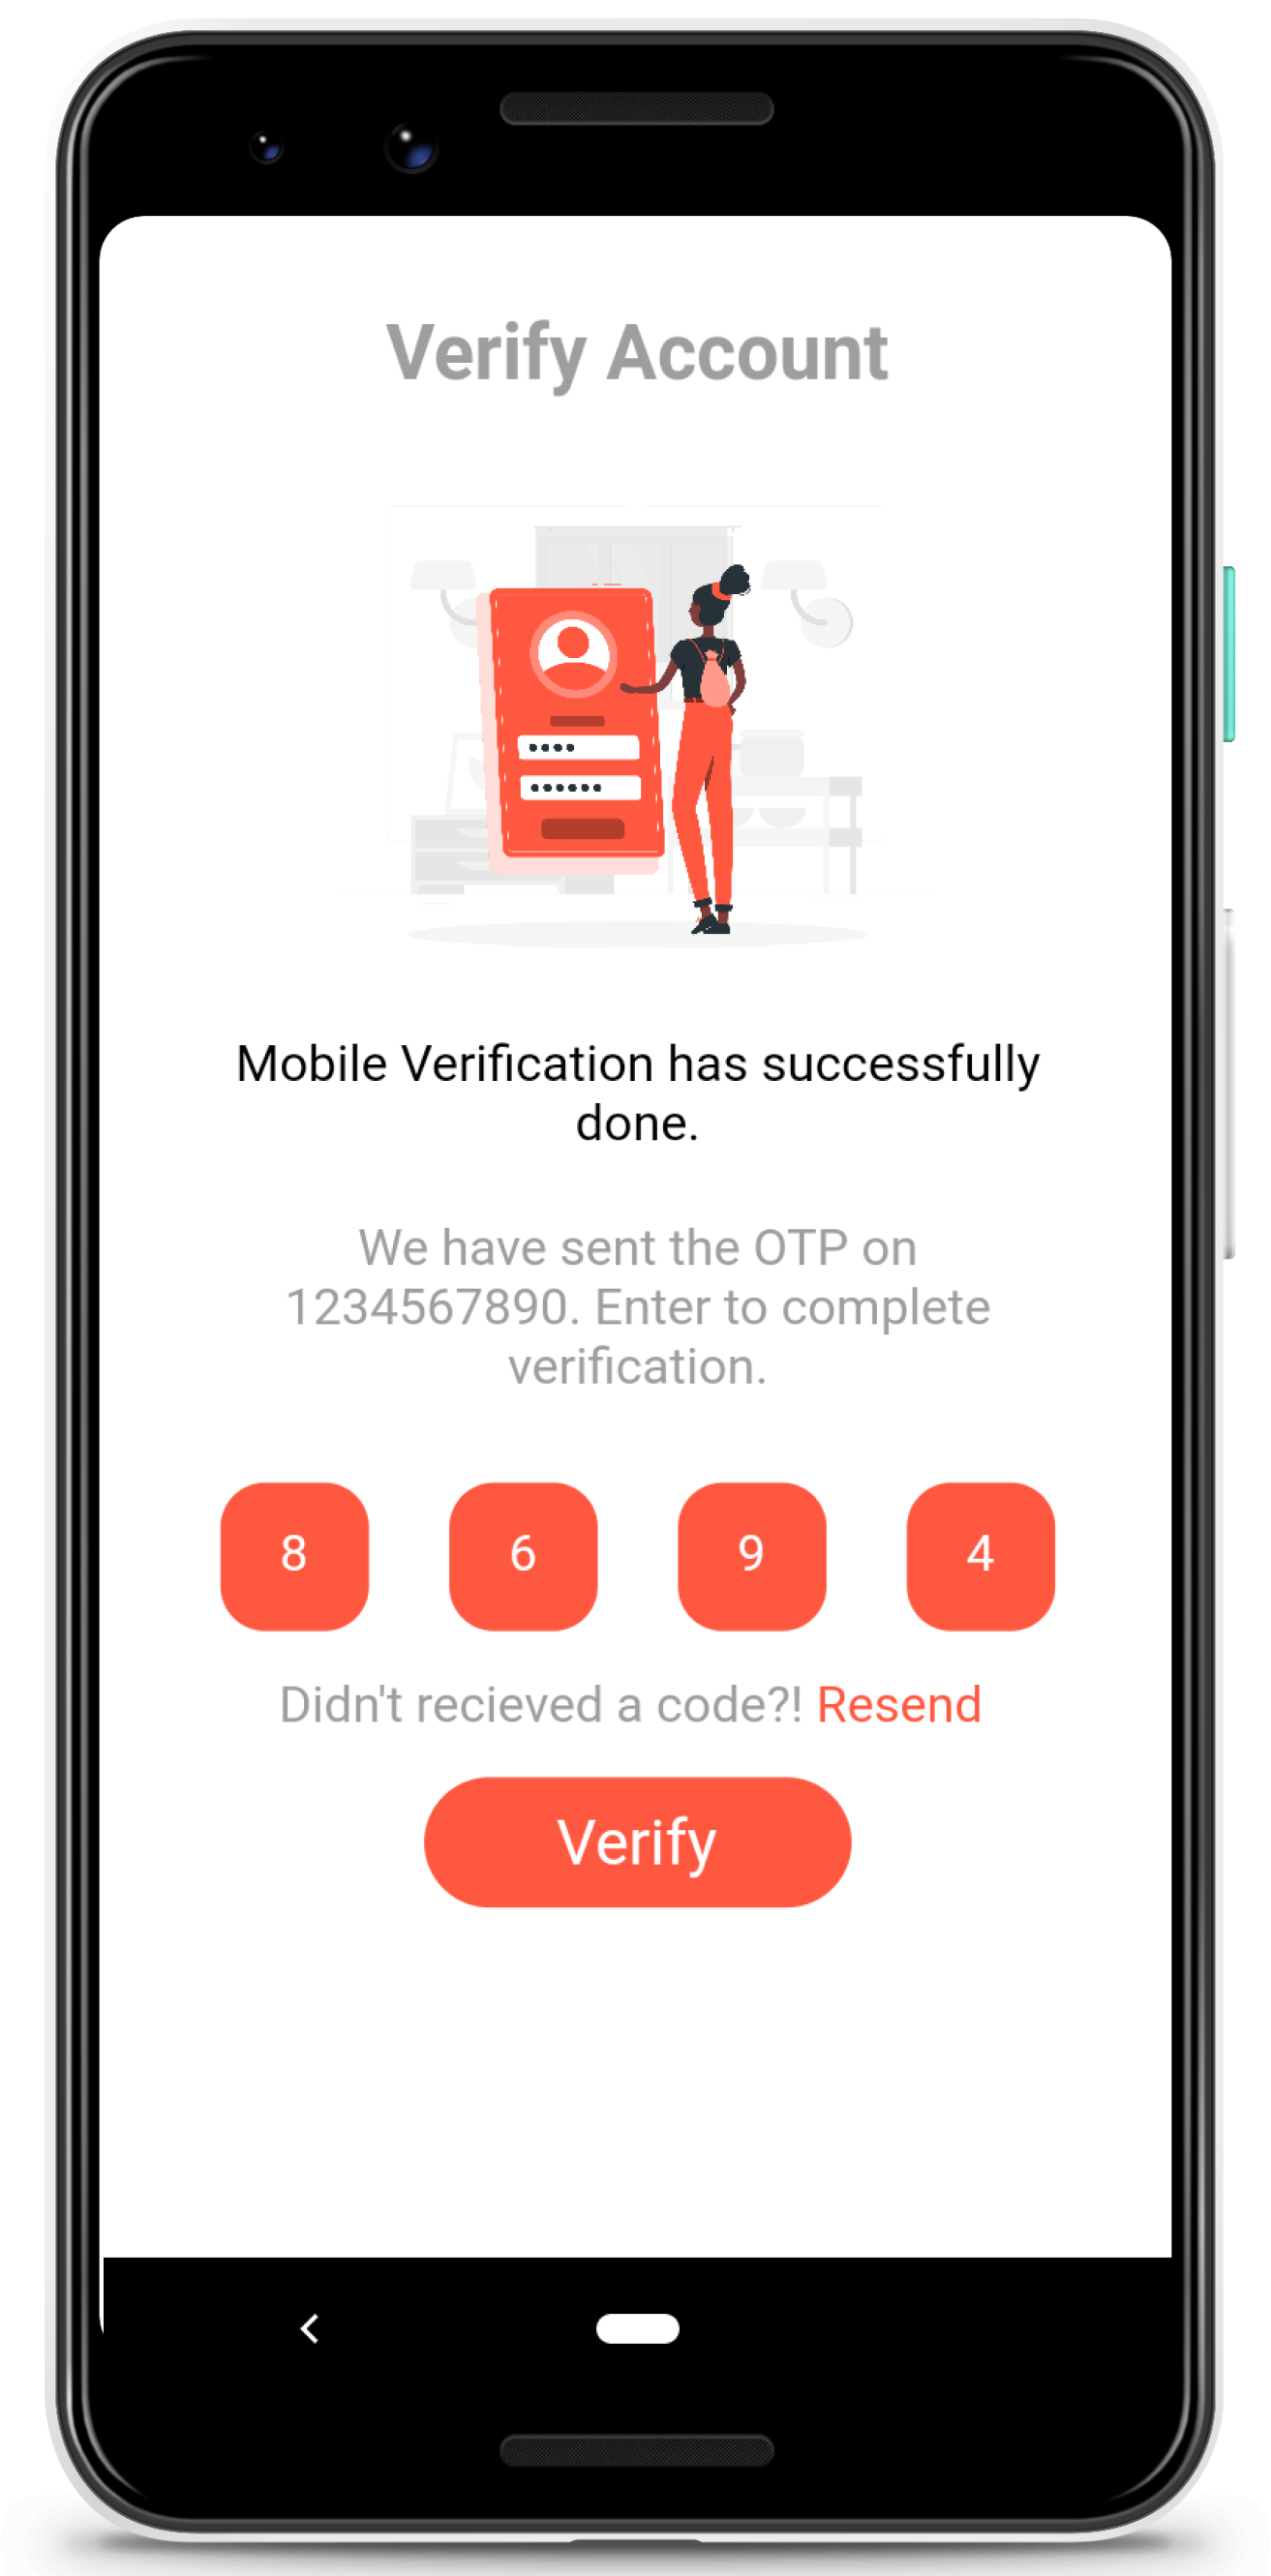 Verify Account
Mobile Verification has successfully
done.
We have sent the OTP on
1234567890. Enter to complete
verification.
8 6 9 4
Didn't recieved a code?! Resend
Verify